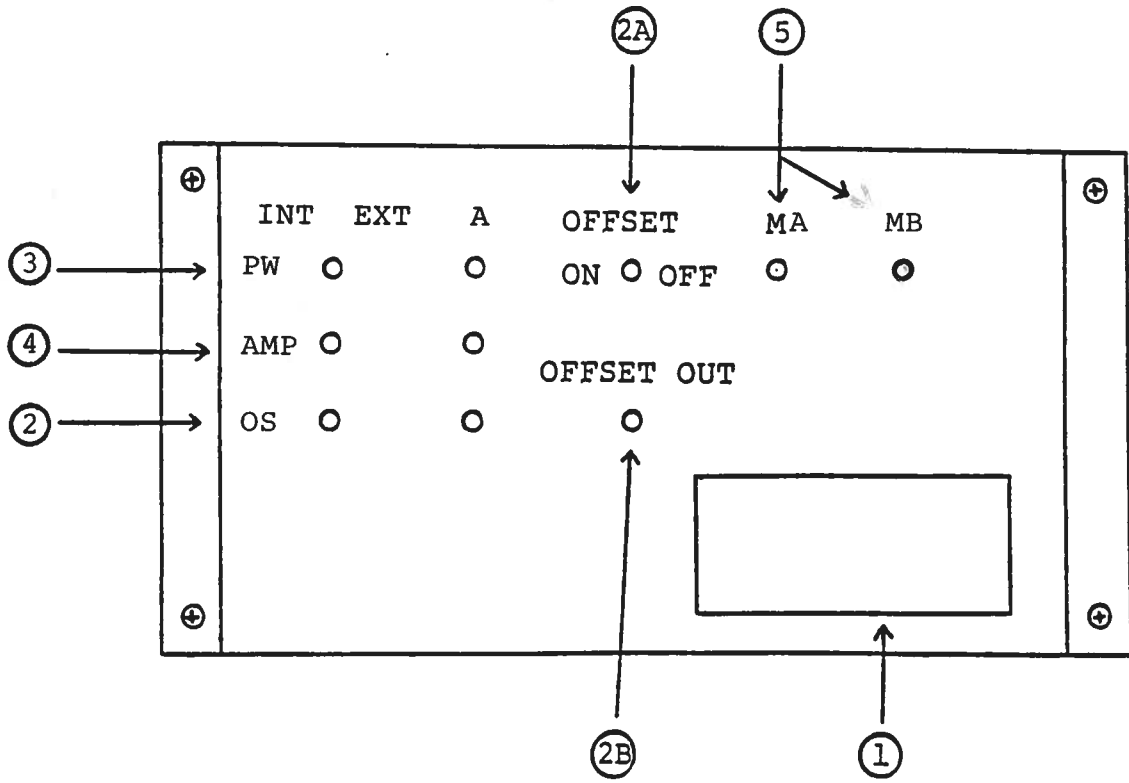 2A 5
INT EXT A OFFSET MA MB
3 PW ON OFF
4 AMP
OFFSET OUT
2 OS
2B 1